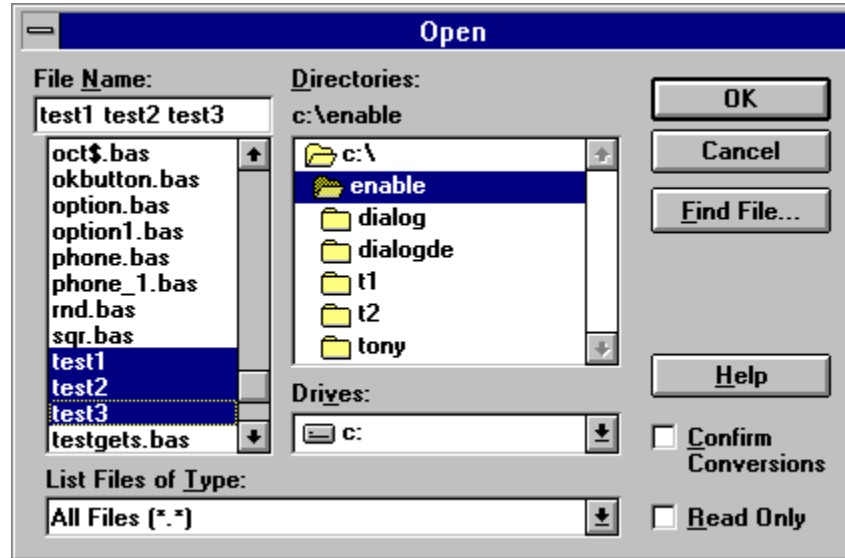 Open
File Name:
test1 test2 test3
oct$.bas
okbutton.bas
option.bas
option1.bas
phone.bas
phone_1.bas
rnd.bas
sqr.bas
test1
test2
test3
testgets.bas
List Files of Type:
All Files (*.*)
Directories:
c:\enable
c:\
enable
dialog
dialogde
t1
t2
tony
Drives:
c:
OK
Cancel
Find File...
Help
Confirm
Conversions
Read Only